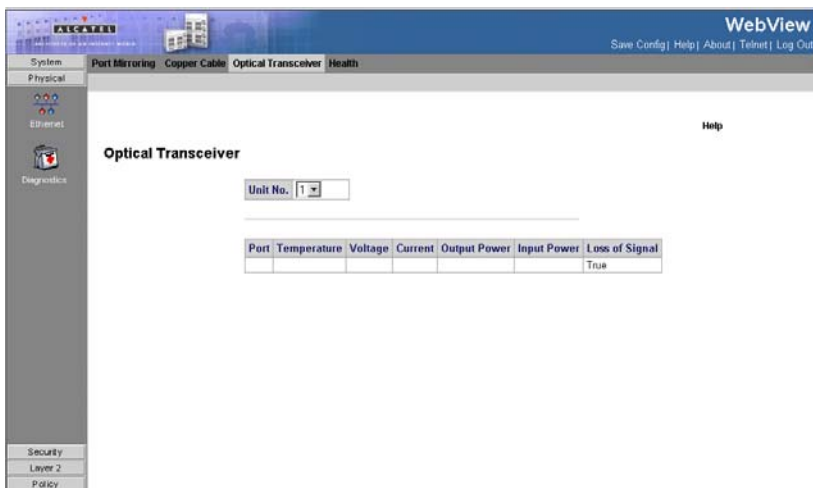 ALCATEL
WebView
Save Config | Help | About | Telnet | Log Out
System
Port Mirroring Copper Cable Optical Transceiver Health
Physical
Ethernet
Help
Optical Transceiver
Diagnostics
Unit No. 1
Port Temperature Voltage Current Output Power Input Power Loss of Signal
True
Security
Layer 2
Policy